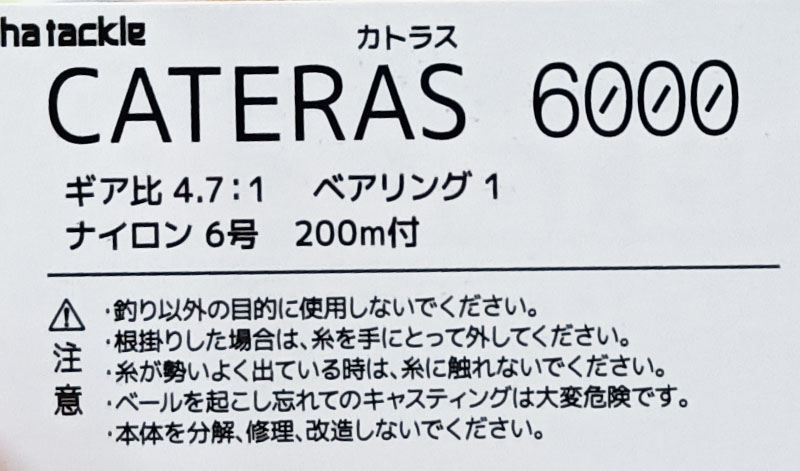 ha tackle
カトラス
CATERAS 6000
ギア比 4.7:1 ベアリング 1
ナイロン 6号 200m付
⚠注意
・釣り以外の目的に使用しないでください。
・根掛りした場合は、糸を手にとって外してください。
・糸が勢いよく出ている時は、糸に触れないでください。
・ベールを起こし忘れてのキャスティングは大変危険です。
・本体を分解、修理、改造しないでください。